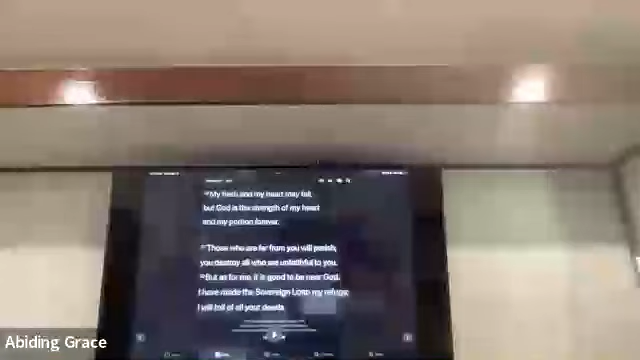 ²⁶My flesh and my heart may fail,
but God is the strength of my heart
and my portion forever.
²⁷Those who are far from you will perish;
you destroy all who are unfaithful to you.
²⁸But as for me, it is good to be near God.
I have made the Sovereign LORD my refuge;
I will tell of all your deeds.
Abiding Grace